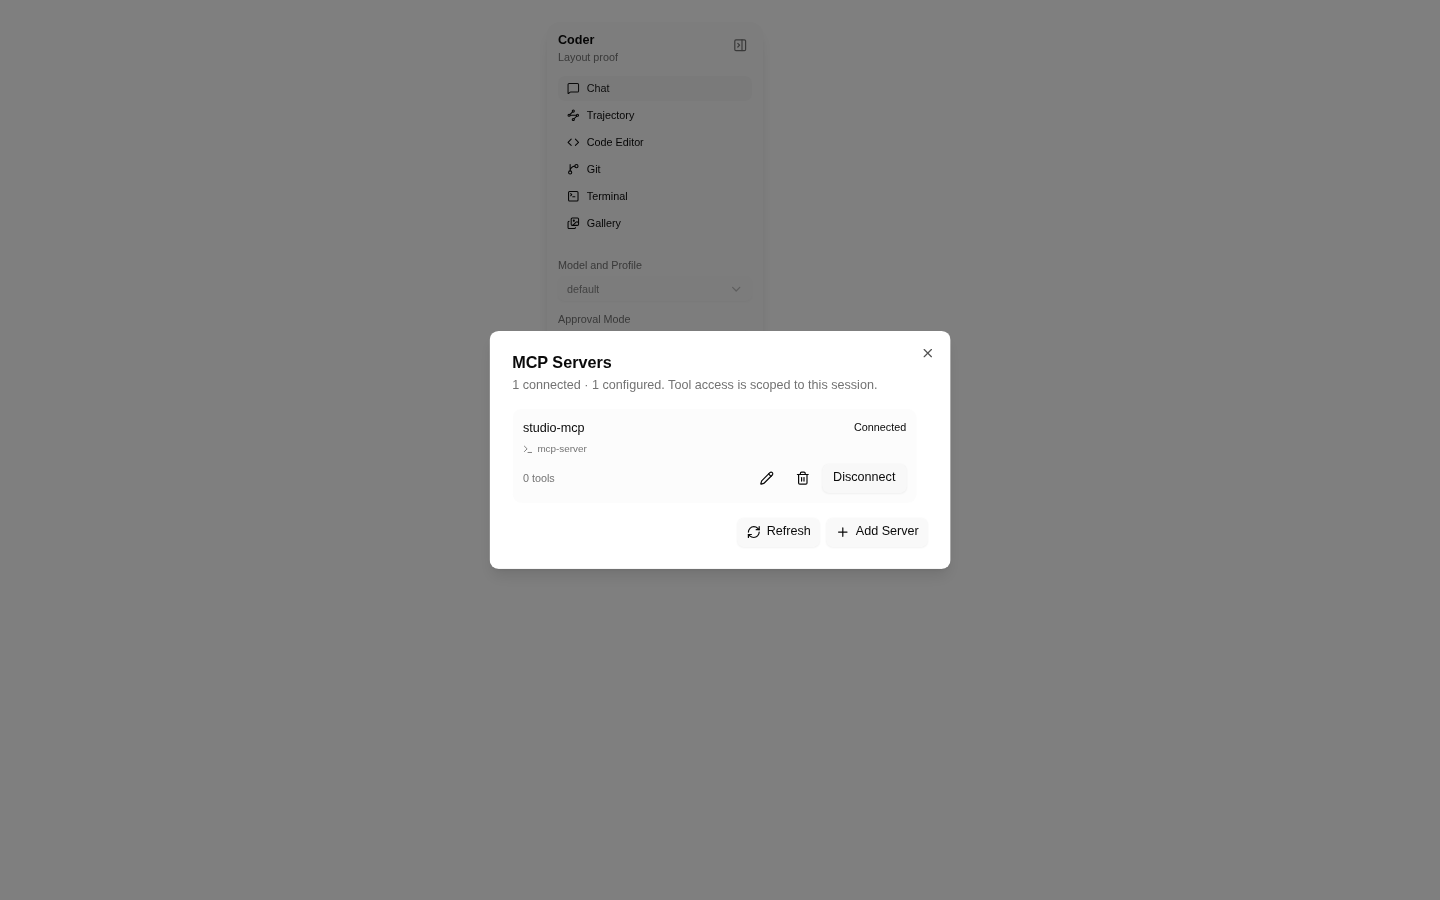 Coder
Layout proof
Chat
Trajectory
Code Editor
Git
Terminal
Gallery
Model and Profile
default
Approval Mode
MCP Servers
1 connected · 1 configured. Tool access is scoped to this session.
studio-mcp
Connected
mcp-server
0 tools
Disconnect
Refresh
Add Server